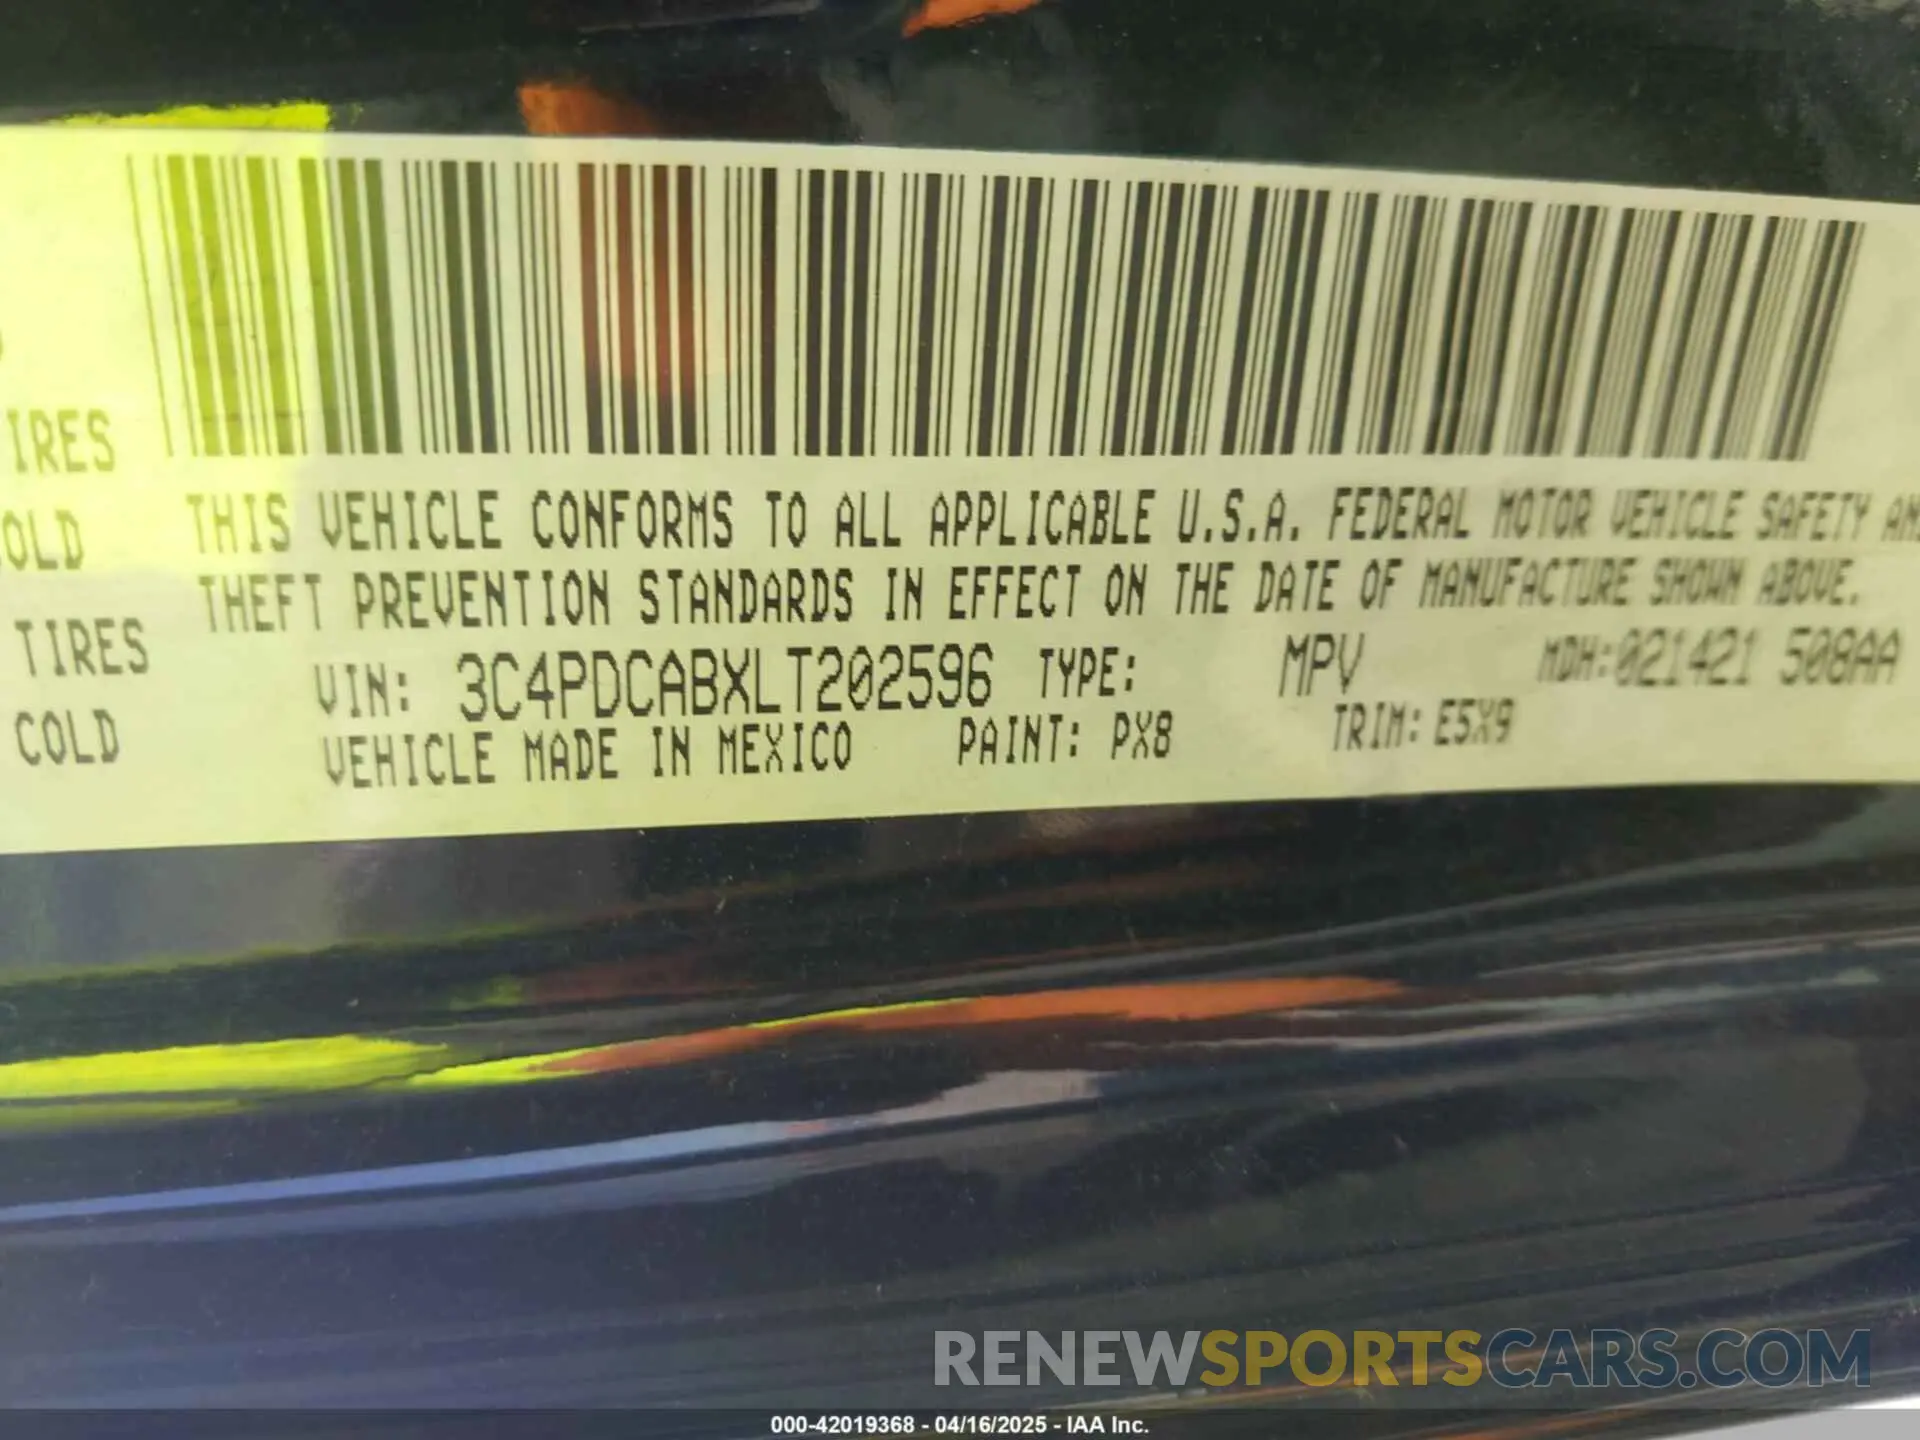 IRES
OLD
TIRES
COLD
THIS VEHICLE CONFORMS TO ALL APPLICABLE U.S.A. FEDERAL MOTOR VEHICLE SAFETY AN
THEFT PREVENTION STANDARDS IN EFFECT ON THE DATE OF MANUFACTURE SHOWN ABOVE.
VIN: 3C4PDCABXLT202596 TYPE: MPV MDH:021421 508AA
VEHICLE MADE IN MEXICO PAINT: PX8 TRIM: E5X9
RENEWSPORTSCARS.COM
000-42019368 - 04/16/2025 - IAA Inc.